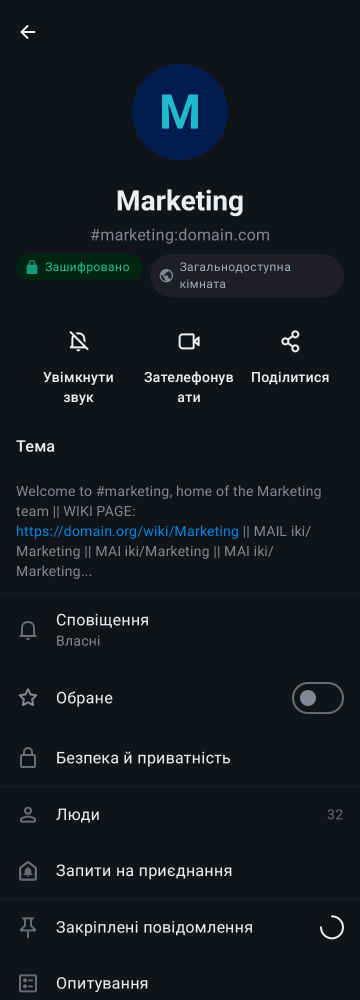 M
Marketing
#marketing:domain.com
Зашифровано
Загальнодоступна
кімната
Увімкнути
звук
Зателефонув
ати
Поділитися
Тема
Welcome to #marketing, home of the Marketing
team || WIKI PAGE:
https://domain.org/wiki/Marketing || MAIL iki/
Marketing || MAI iki/Marketing || MAI iki/
Marketing...
Сповіщення
Власні
Обране
Безпека й приватність
Люди
32
Запити на приєднання
Закріплені повідомлення
Опитування